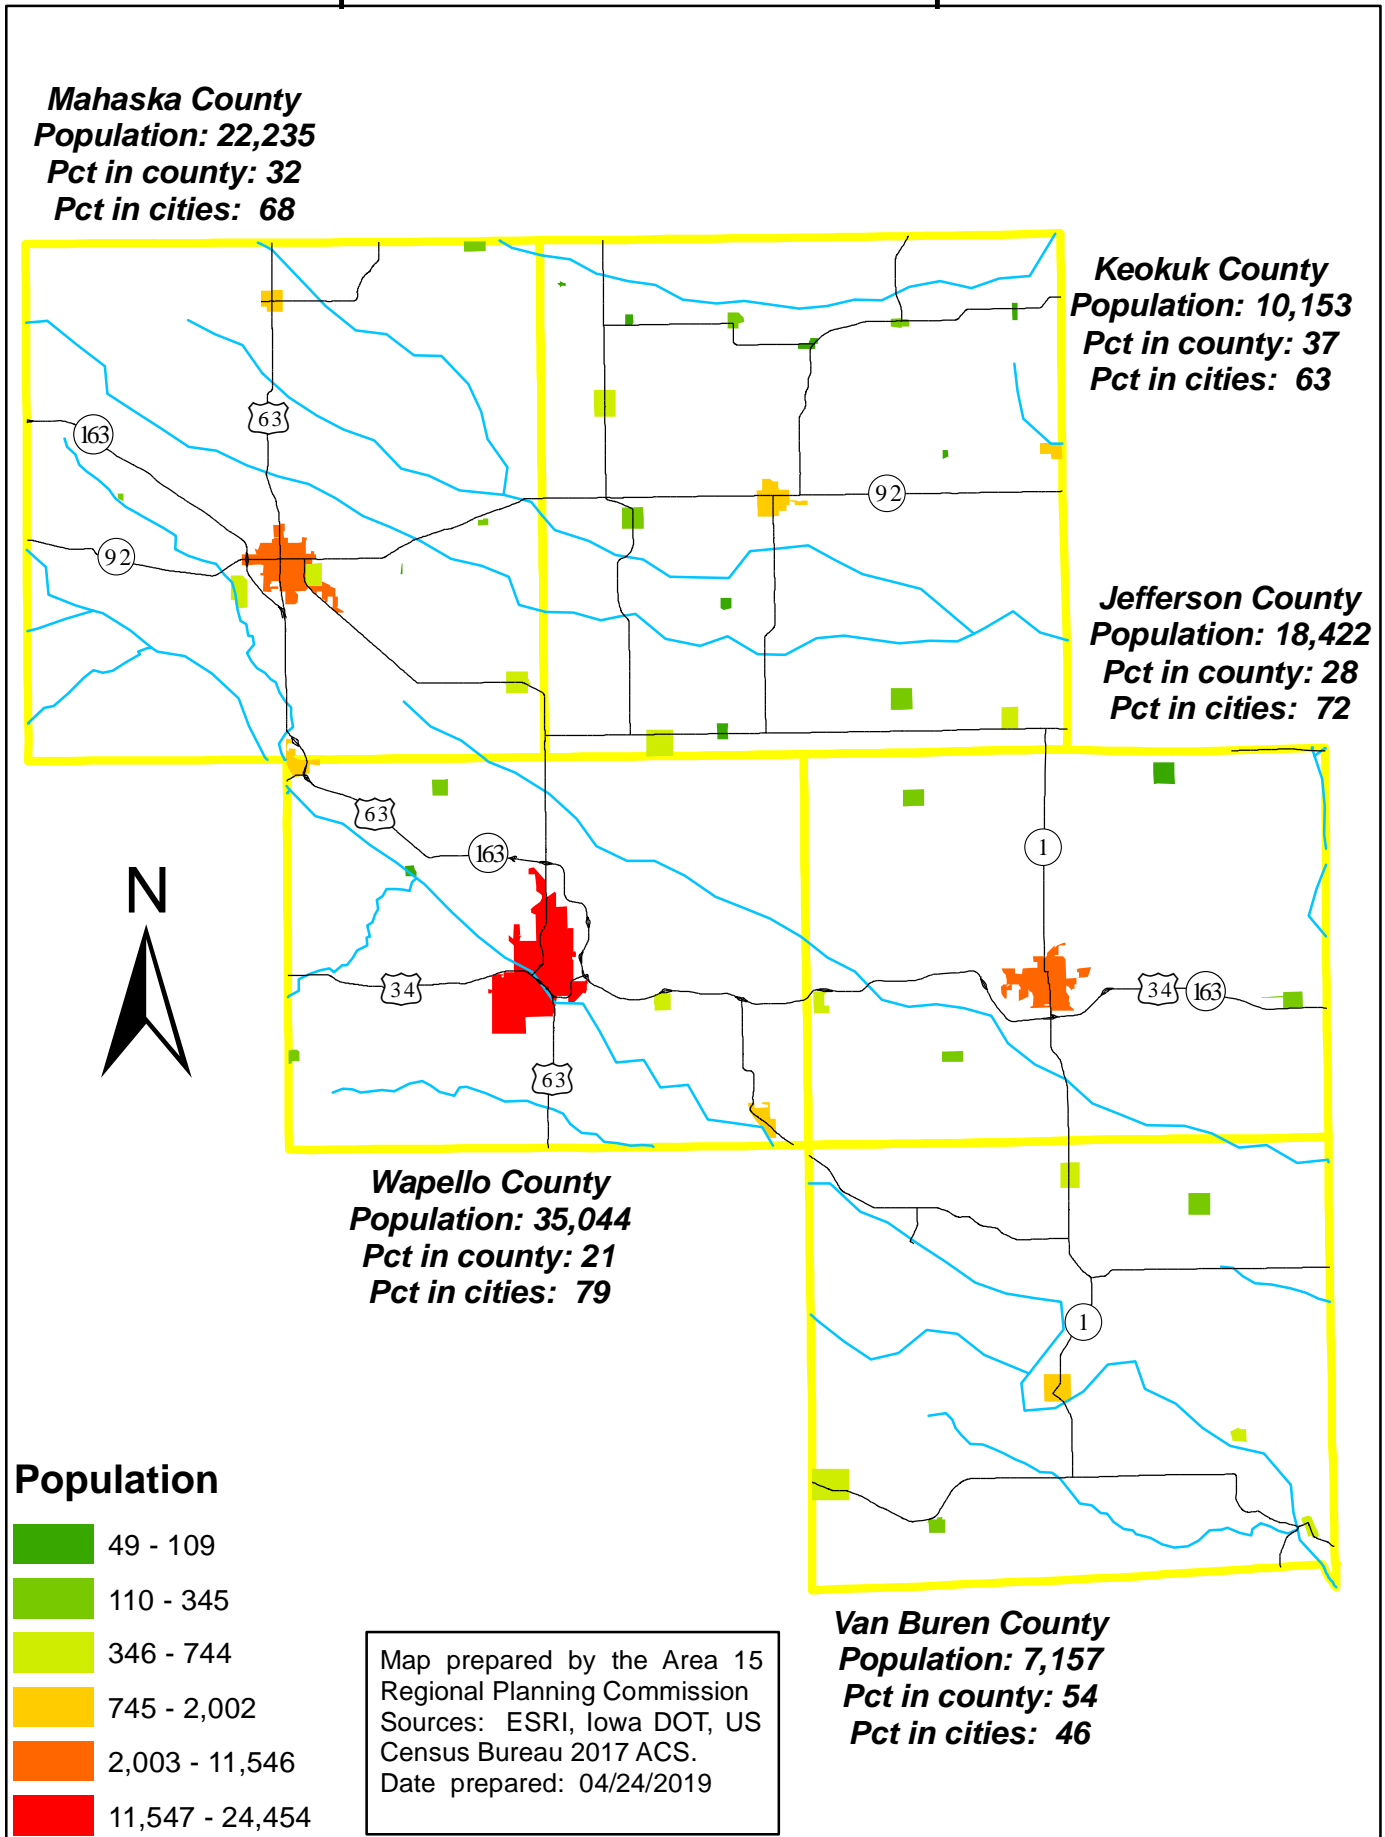 Mahaska County
Population: 22,235
Pct in county: 32
Pct in cities: 68
Keokuk County
Population: 10,153
Pct in county: 37
Pct in cities: 63
63
163
92
92
Jefferson County
Population: 18,422
Pct in county: 28
Pct in cities: 72
63
163
1
N
34
34
163
63
Wapello County
Population: 35,044
Pct in county: 21
Pct in cities: 79
1
Population
49 - 109
110 - 345
346 - 744
745 - 2,002
2,003 - 11,546
11,547 - 24,454
Map prepared by the Area 15
Regional Planning Commission
Sources: ESRI, Iowa DOT, US
Census Bureau 2017 ACS.
Date prepared: 04/24/2019
Van Buren County
Population: 7,157
Pct in county: 54
Pct in cities: 46